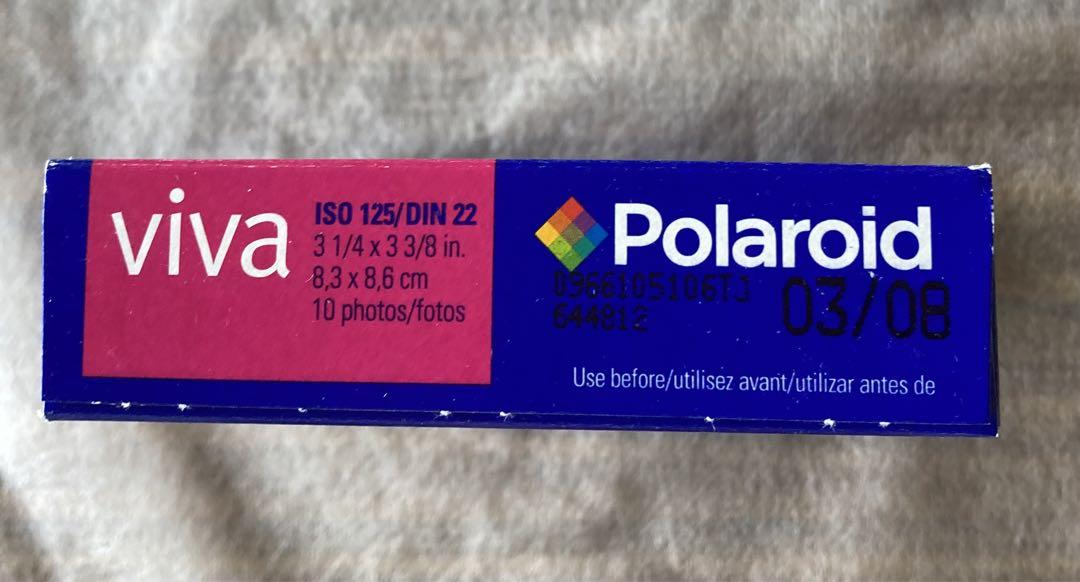 viva
ISO 125/DIN 22
3 1/4 x 3 3/8 in.
8,3 x 8,6 cm
10 photos/fotos
Polaroid
0966105106TJ
644812
03/08
Use before/utilisez avant/utilizar antes de